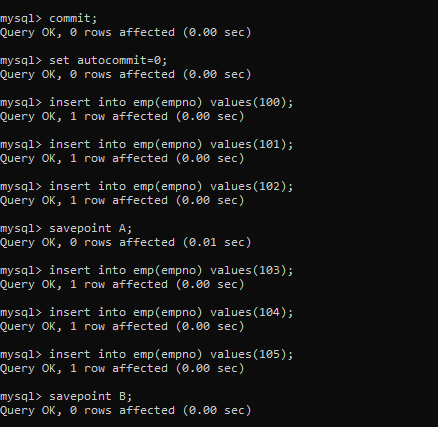 mysql> commit;
Query OK, 0 rows affected (0.00 sec)
mysql> set autocommit=0;
Query OK, 0 rows affected (0.00 sec)
mysql> insert into emp(empno) values(100);
Query OK, 1 row affected (0.00 sec)
mysql> insert into emp(empno) values(101);
Query OK, 1 row affected (0.00 sec)
mysql> insert into emp(empno) values(102);
Query OK, 1 row affected (0.00 sec)
mysql> savepoint A;
Query OK, 0 rows affected (0.01 sec)
mysql> insert into emp(empno) values(103);
Query OK, 1 row affected (0.00 sec)
mysql> insert into emp(empno) values(104);
Query OK, 1 row affected (0.00 sec)
mysql> insert into emp(empno) values(105);
Query OK, 1 row affected (0.00 sec)
mysql> savepoint B;
Query OK, 0 rows affected (0.00 sec)